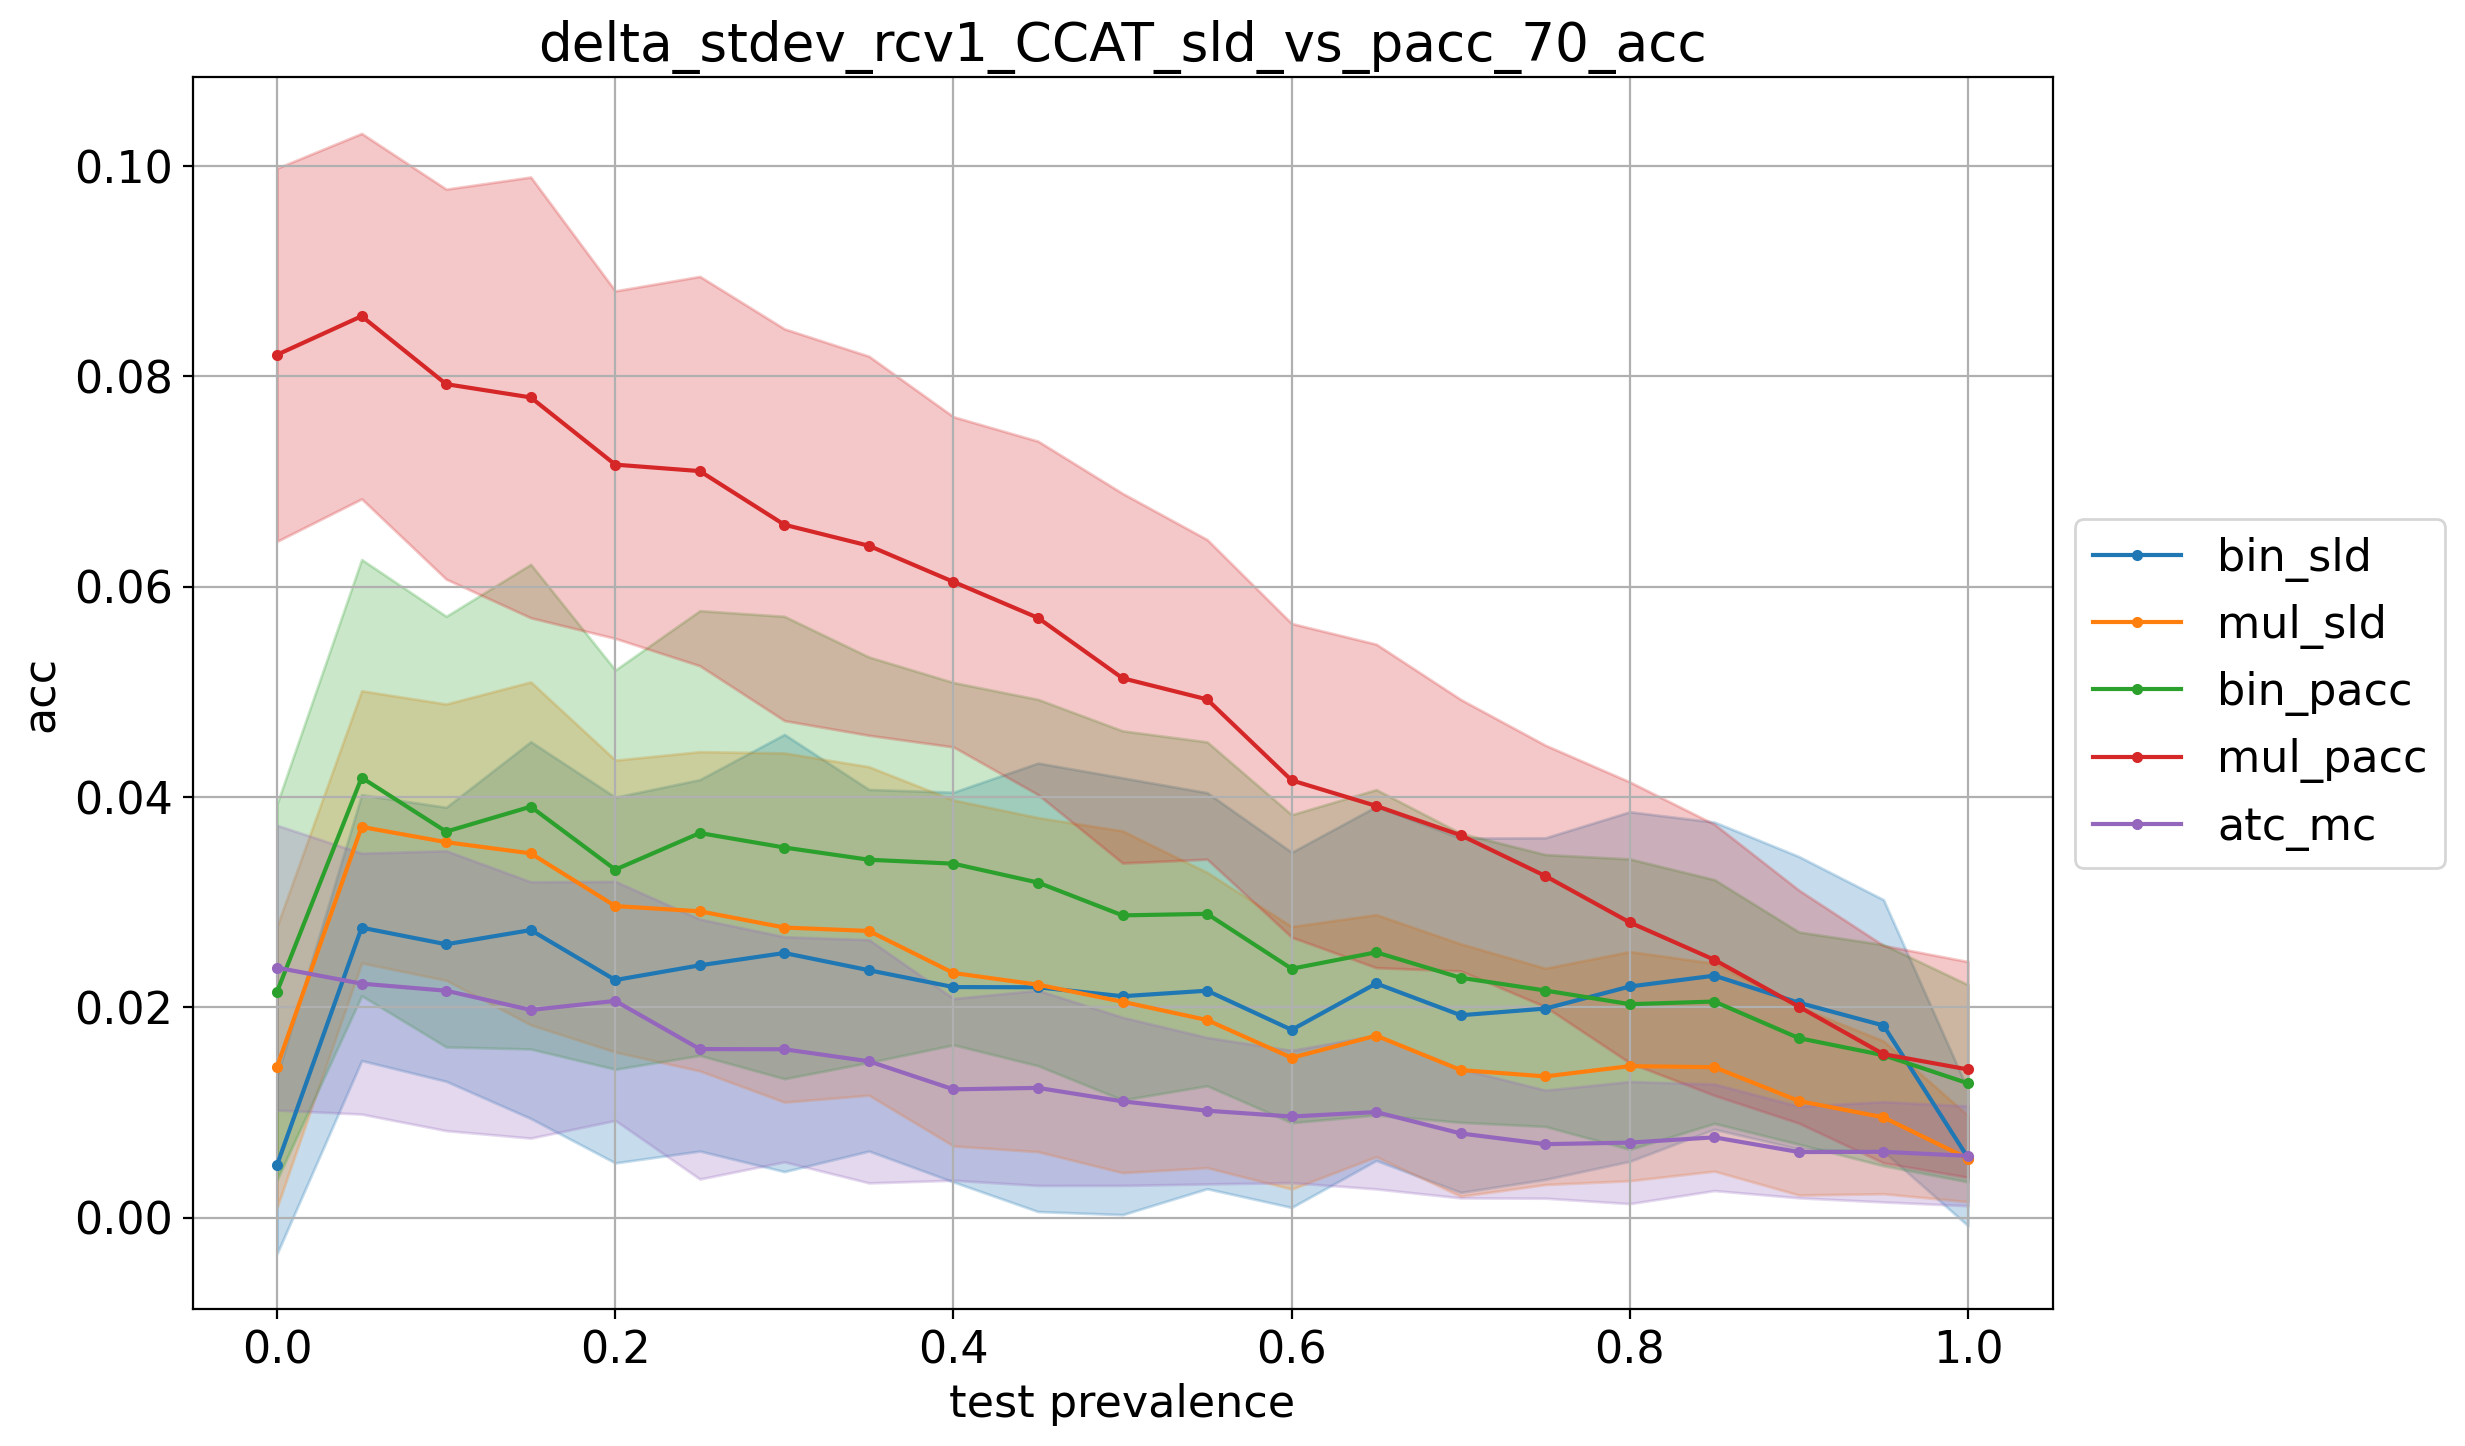 delta_stdev_rcv1_CCAT_sld_vs_pacc_70_acc
0.10
0.08
0.06
0.04
0.02
0.00
acc
0.0 0.2 0.4 0.6 0.8 1.0
test prevalence
bin_sld
mul_sld
bin_pacc
mul_pacc
atc_mc